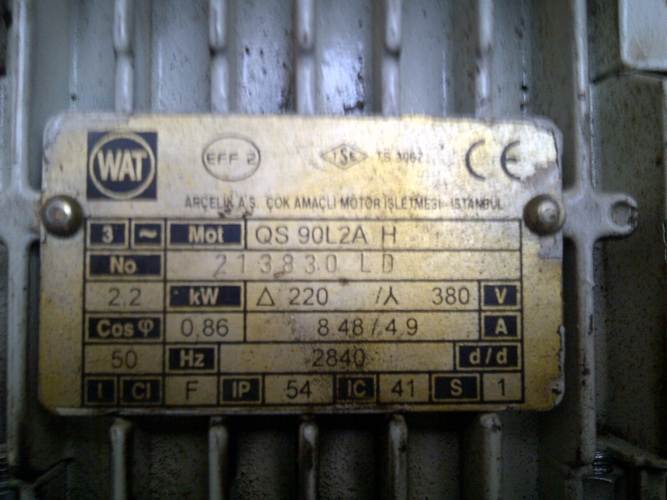 WAT EFF 2 TSE TS 3067 CE
ARÇELİK A.Ş. ÇOK AMAÇLI MOTOR İŞLETMESİ-İSTANBUL
3 ~ Mot QS 90L2A H
No 213830 LD
2,2 kW Δ 220 /⅄ 380 V
Cos φ 0,86 8.48 / 4.9 A
50 Hz 2840 d/d
I Cl F IP 54 IC 41 S 1